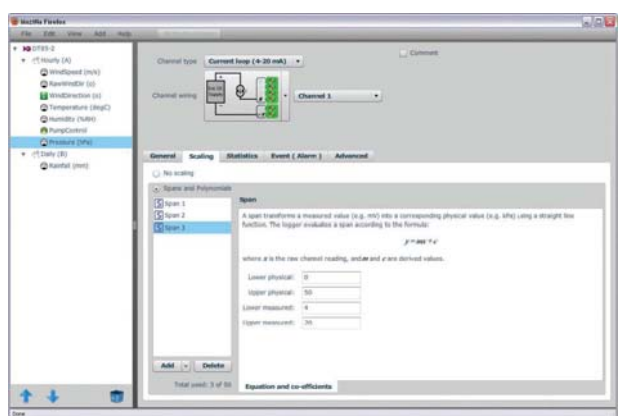 Mozilla Firefox
File Edit View Add Help
DT85-2
Hourly (A)
WindSpeed (m/s)
RawWindDir (o)
WindDirection (o)
Temperature (degC)
Humidity (%RH)
PumpControl
Pressure (hPa)
Daily (B)
Rainfall (mm)
Channel type Current loop (4-20 mA)
Comment
Channel wiring Channel 1
General Scaling Statistics Event ( Alarm ) Advanced
No scaling
Spans and Polynomials
Span 1
Span 2
Span 3
Add Delete
Total used: 3 of 50
Span
A span transforms a measured value (e.g. mV) into a corresponding physical value (e.g. kPa) using a straight line
function. The logger evaluates a span according to the formula:
y = mx + c
where x is the raw channel reading, and m and c are derived values.
Lower physical: 0
Upper physical: 50
Lower measured: 4
Upper measured:
Equation and co-efficients
Done